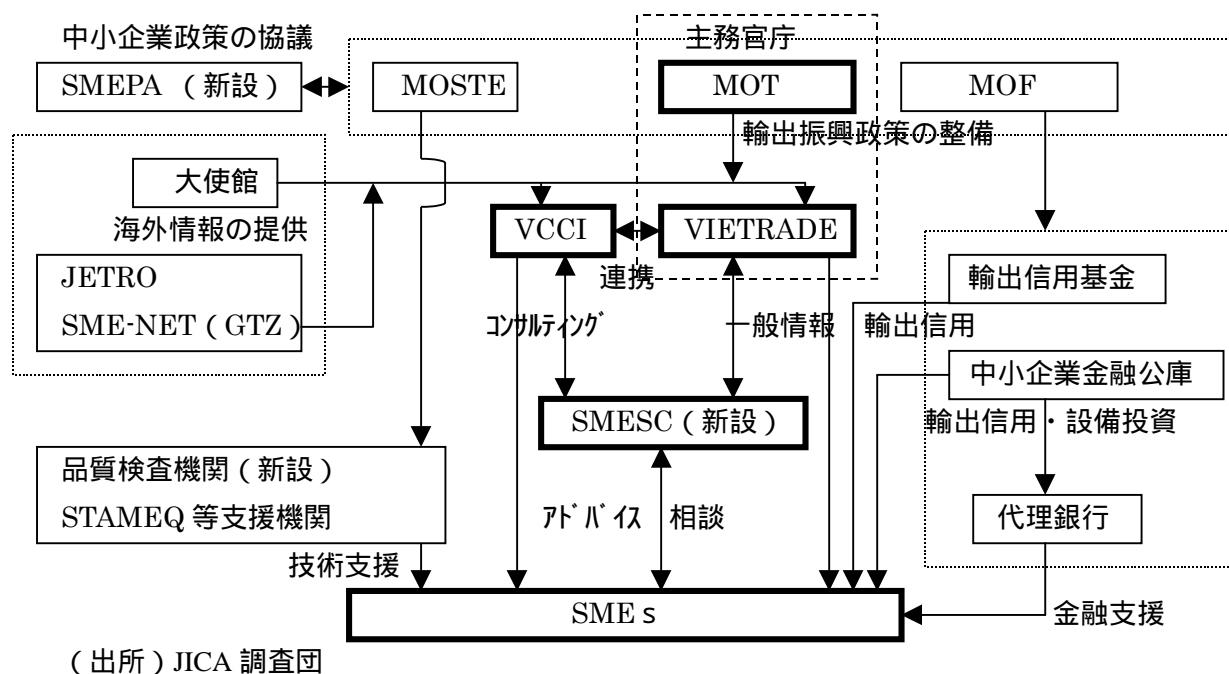 中小企業政策の協議
主務官庁
SMEPA （新設）
MOSTE
MOT
MOF
輸出振興政策の整備
大使館
海外情報の提供
VCCI
VIETRADE
連携
JETRO
SME-NET（GTZ）
輸出信用基金
ｺﾝｻﾙﾃｨﾝｸﾞ
一般情報
輸出信用
中小企業金融公庫
SMESC（新設）
輸出信用・設備投資
品質検査機関（新設）
STAMEQ 等支援機関
ｱﾄﾞﾊﾞｲｽ
相談
代理銀行
技術支援
SMEｓ
金融支援
（出所）JICA 調査団